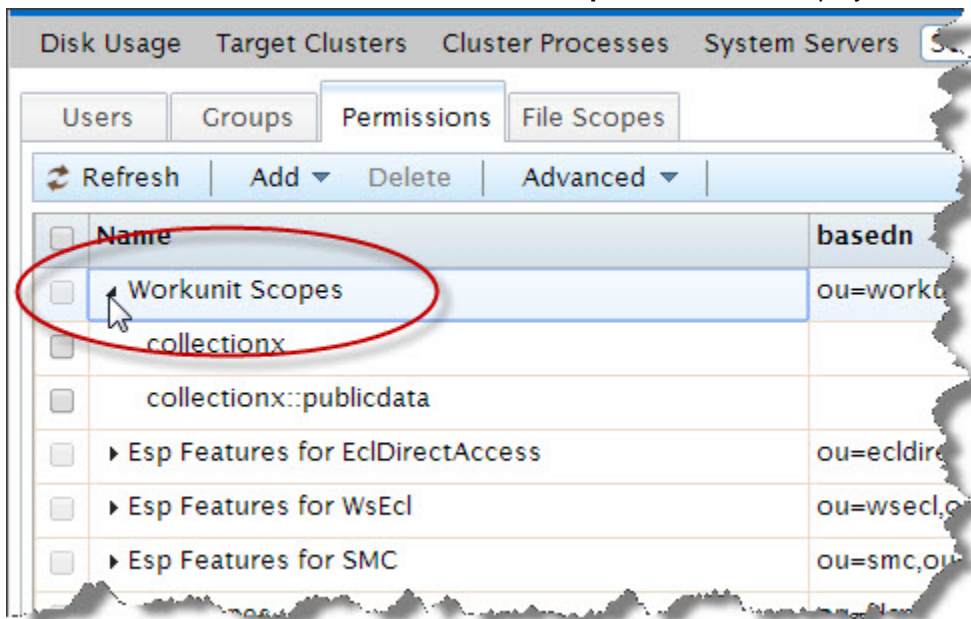 Disk Usage Target Clusters Cluster Processes System Servers
Users Groups Permissions File Scopes
Refresh Add Delete Advanced
Name basedn
Workunit Scopes
collectionx
collectionx::publicdata
Esp Features for EclDirectAccess
Esp Features for WsEcl ou=wsecl,
Esp Features for SMC ou=smc,ou